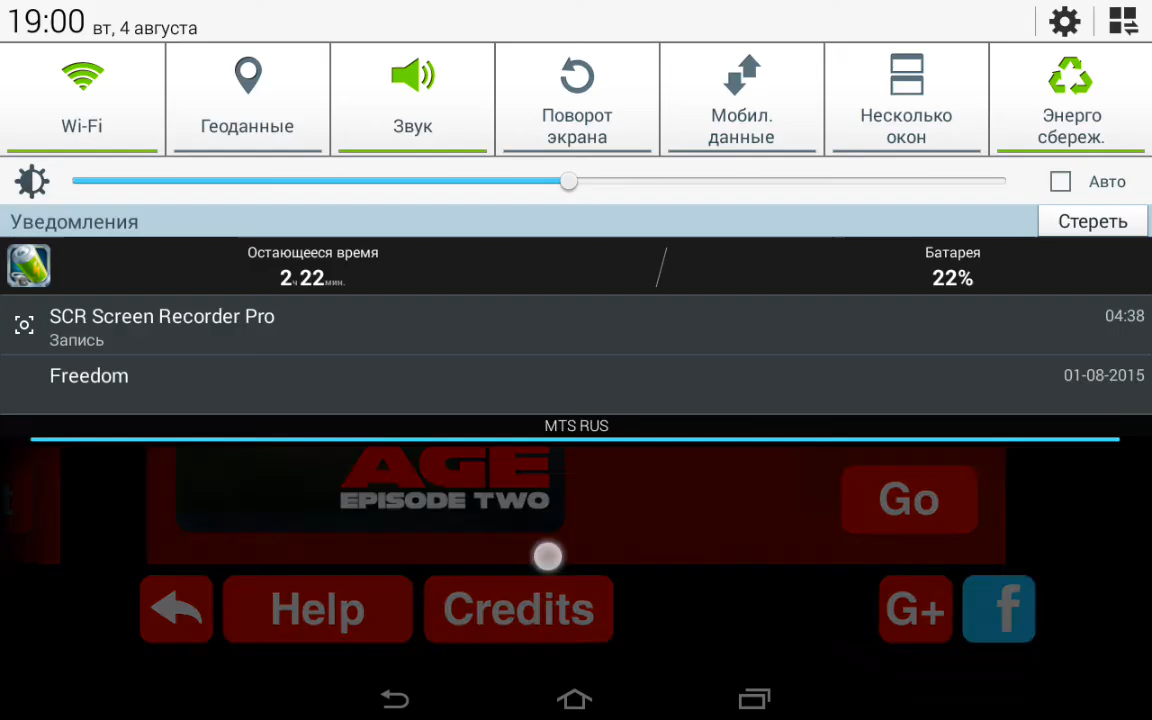 19:00 вт, 4 августа
Wi-Fi
Геоданные
Звук
Поворот
экрана
Мобил.
данные
Несколько
окон
Энерго
сбереж.
Авто
Уведомления
Стереть
Остающееся время
2 ч 22 мин.
Батарея
22%
SCR Screen Recorder Pro
04:38
Запись
Freedom
01-08-2015
MTS RUS
AGE
EPISODE TWO
Go
Help
Credits
G+
f